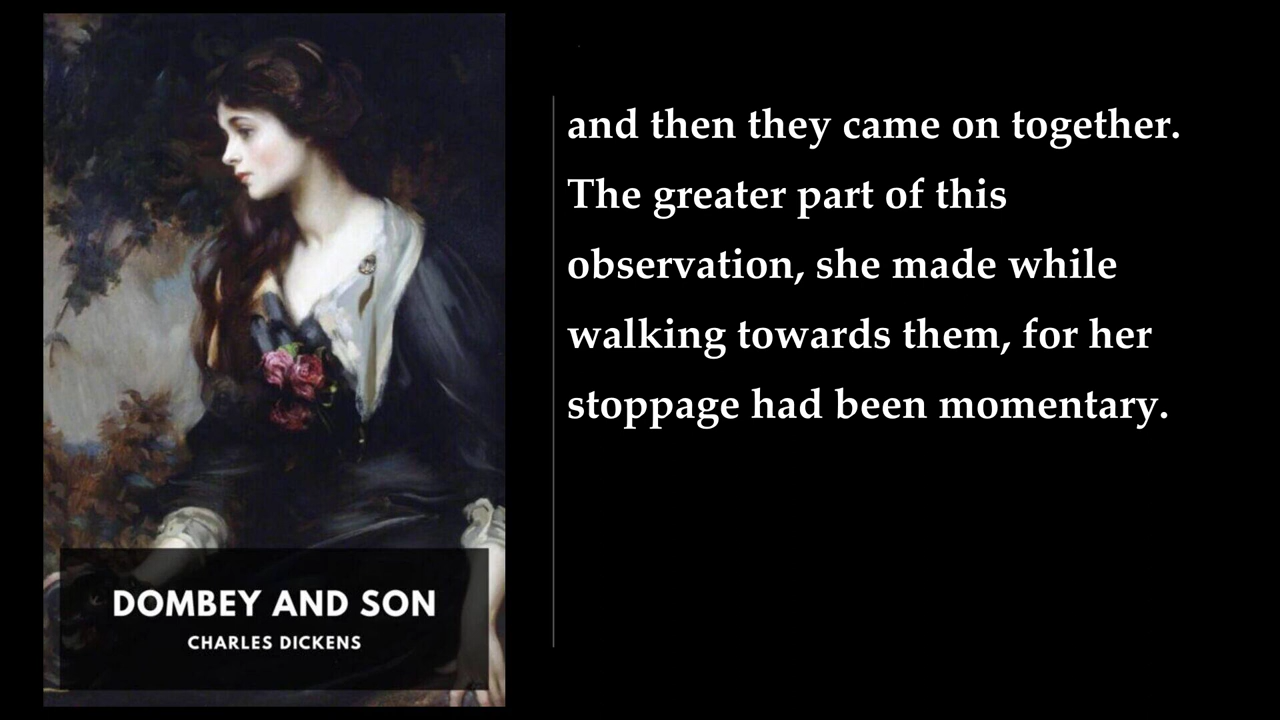 and then they came on together.
The greater part of this
observation, she made while
walking towards them, for her
stoppage had been momentary.
DOMBEY AND SON
CHARLES DICKENS